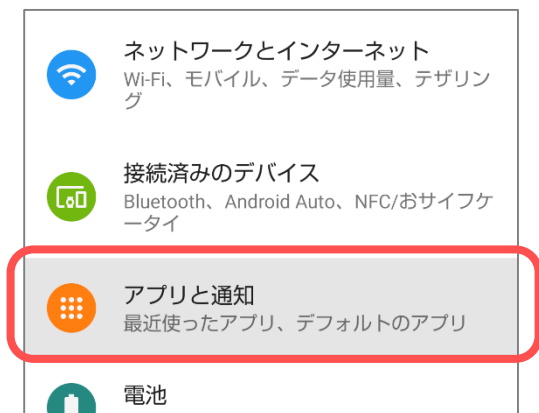 ネットワークとインターネット
Wi-Fi、モバイル、データ使用量、テザリン
グ
接続済みのデバイス
Bluetooth、Android Auto、NFC/おサイフケ
ータイ
アプリと通知
最近使ったアプリ、デフォルトのアプリ
電池